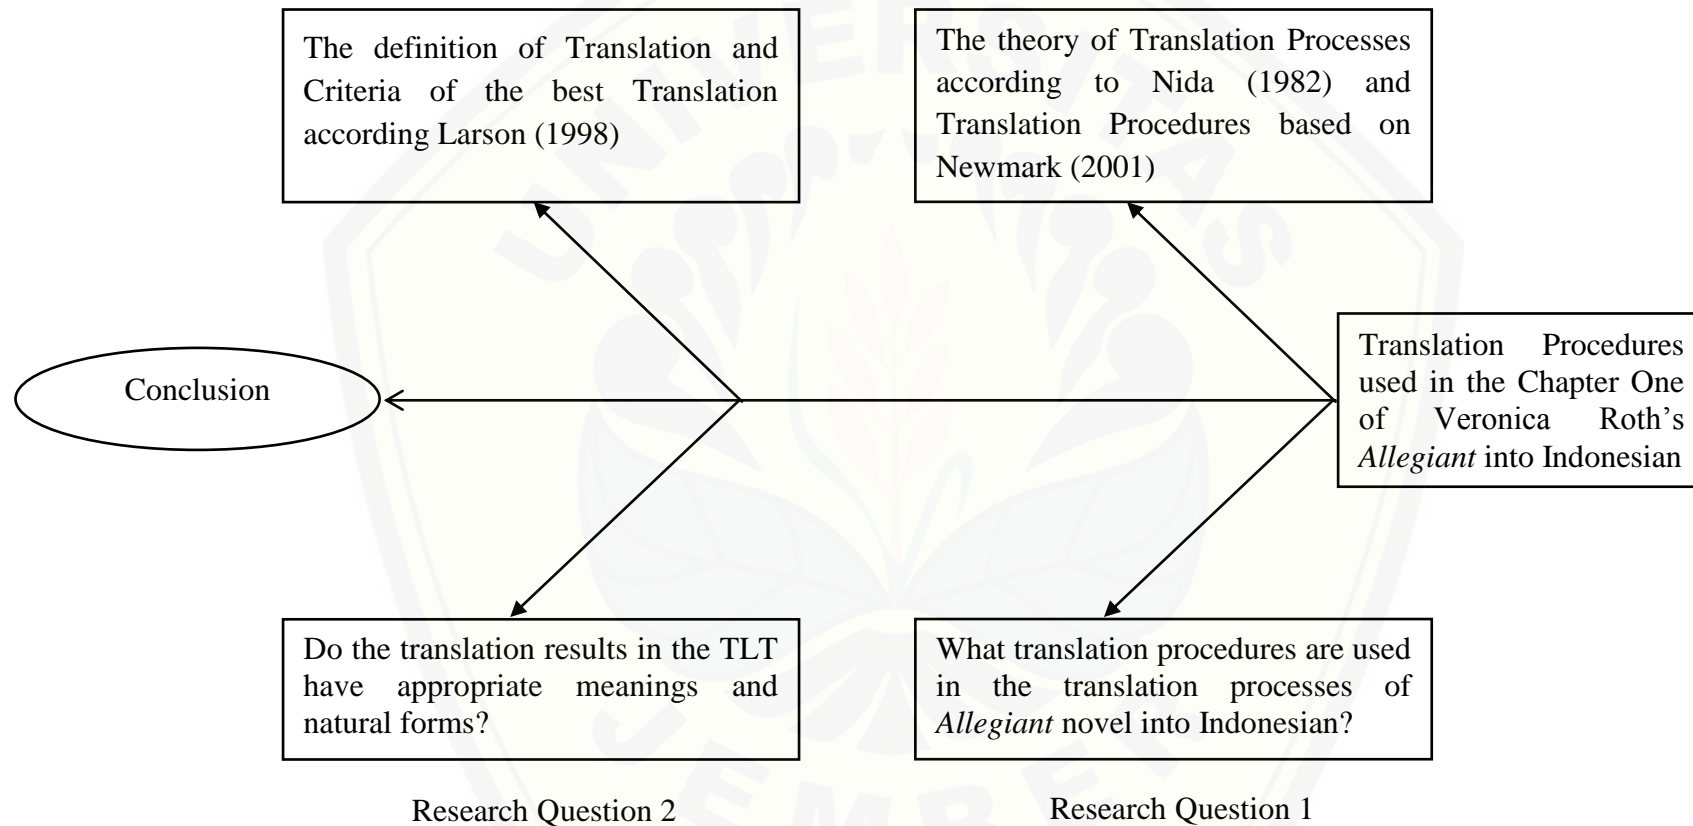 The definition of Translation and
Criteria of the best Translation
according Larson (1998)
The theory of Translation Processes
according to Nida (1982) and
Translation Procedures based on
Newmark (2001)
Conclusion
Translation Procedures
used in the Chapter One
of Veronica Roth’s
Allegiant into Indonesian
Do the translation results in the TLT
have appropriate meanings and
natural forms?
What translation procedures are used
in the translation processes of
Allegiant novel into Indonesian?
Research Question 2
Research Question 1
UNIVERSITAS
JEMBER